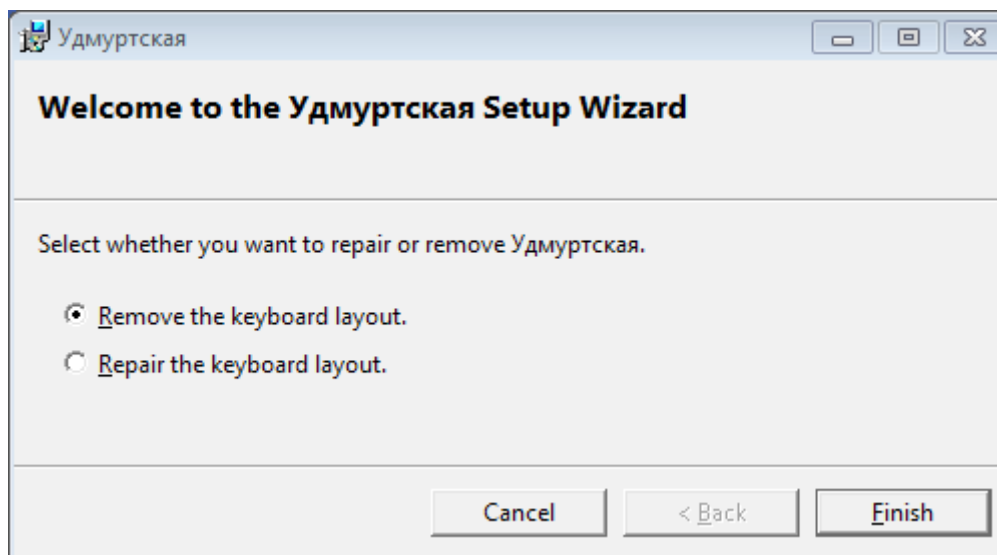 Удмуртская
Welcome to the Удмуртская Setup Wizard
Select whether you want to repair or remove Удмуртская.
Remove the keyboard layout.
Repair the keyboard layout.
Cancel < Back Finish